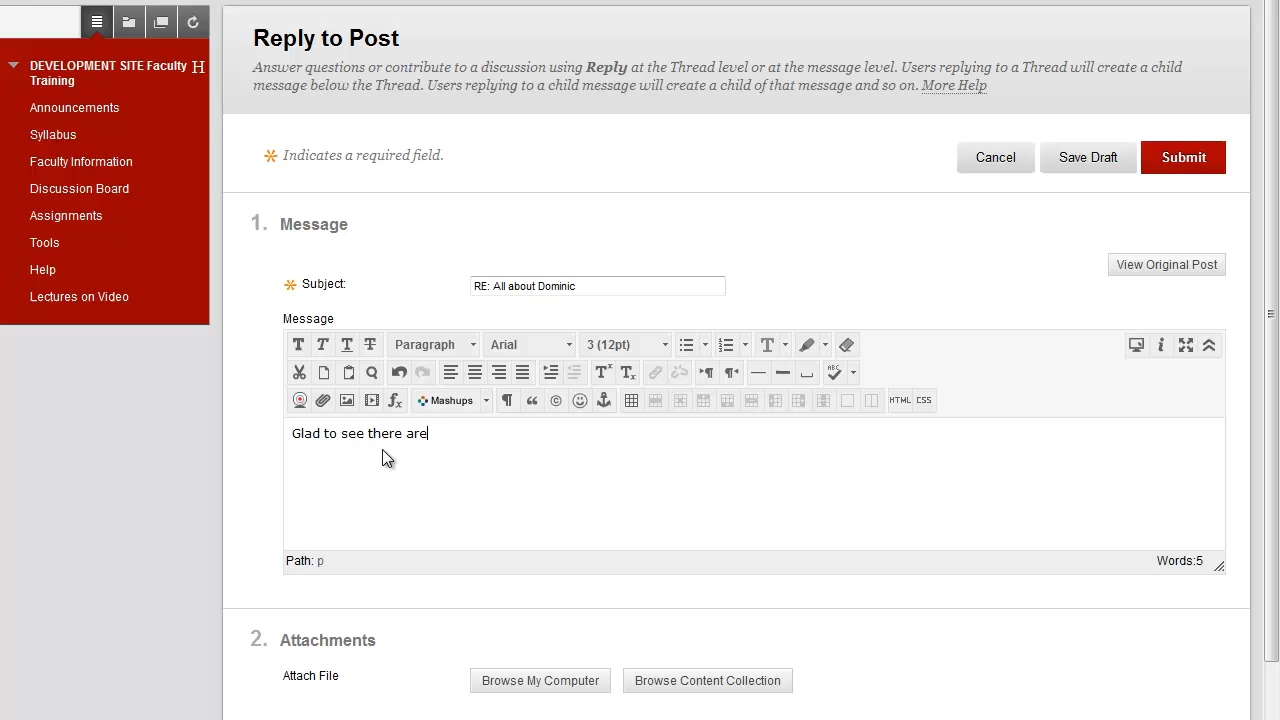 DEVELOPMENT SITE Faculty
Training
Announcements
Syllabus
Faculty Information
Discussion Board
Assignments
Tools
Help
Lectures on Video
Reply to Post
Answer questions or contribute to a discussion using Reply at the Thread level or at the message level. Users replying to a Thread will create a child
message below the Thread. Users replying to a child message will create a child of that message and so on. More Help
Indicates a required field.
Cancel
Save Draft
Submit
1. Message
View Original Post
Subject:
RE: All about Dominic
Message
Paragraph
Arial
3 (12pt)
Mashups
HTML
CSS
Glad to see there are
Path: p
Words:5
2. Attachments
Attach File
Browse My Computer
Browse Content Collection